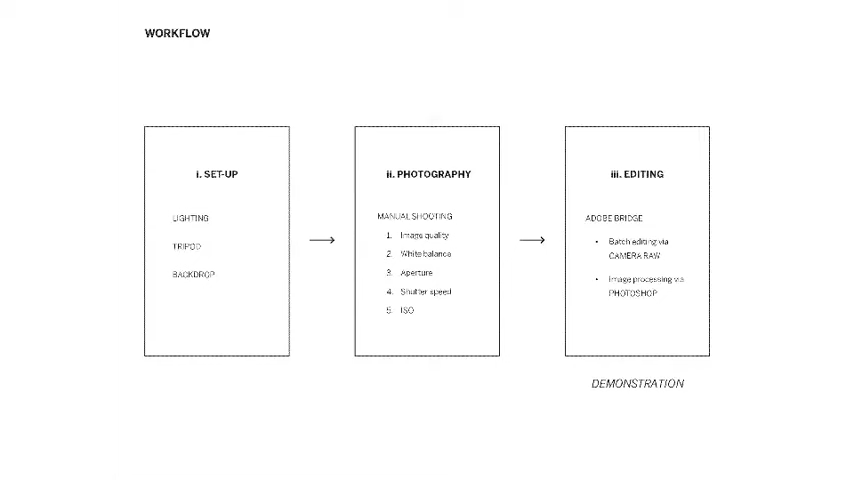 WORKFLOW
i. SET-UP
LIGHTING
TRIPOD
BACKDROP
ii. PHOTOGRAPHY
MANUAL SHOOTING
1. Image quality
2. White balance
3. Aperture
4. Shutter speed
5. ISO
iii. EDITING
ADOBE BRIDGE
• Batch editing via
CAMERA RAW
• Image processing via
PHOTOSHOP
DEMONSTRATION